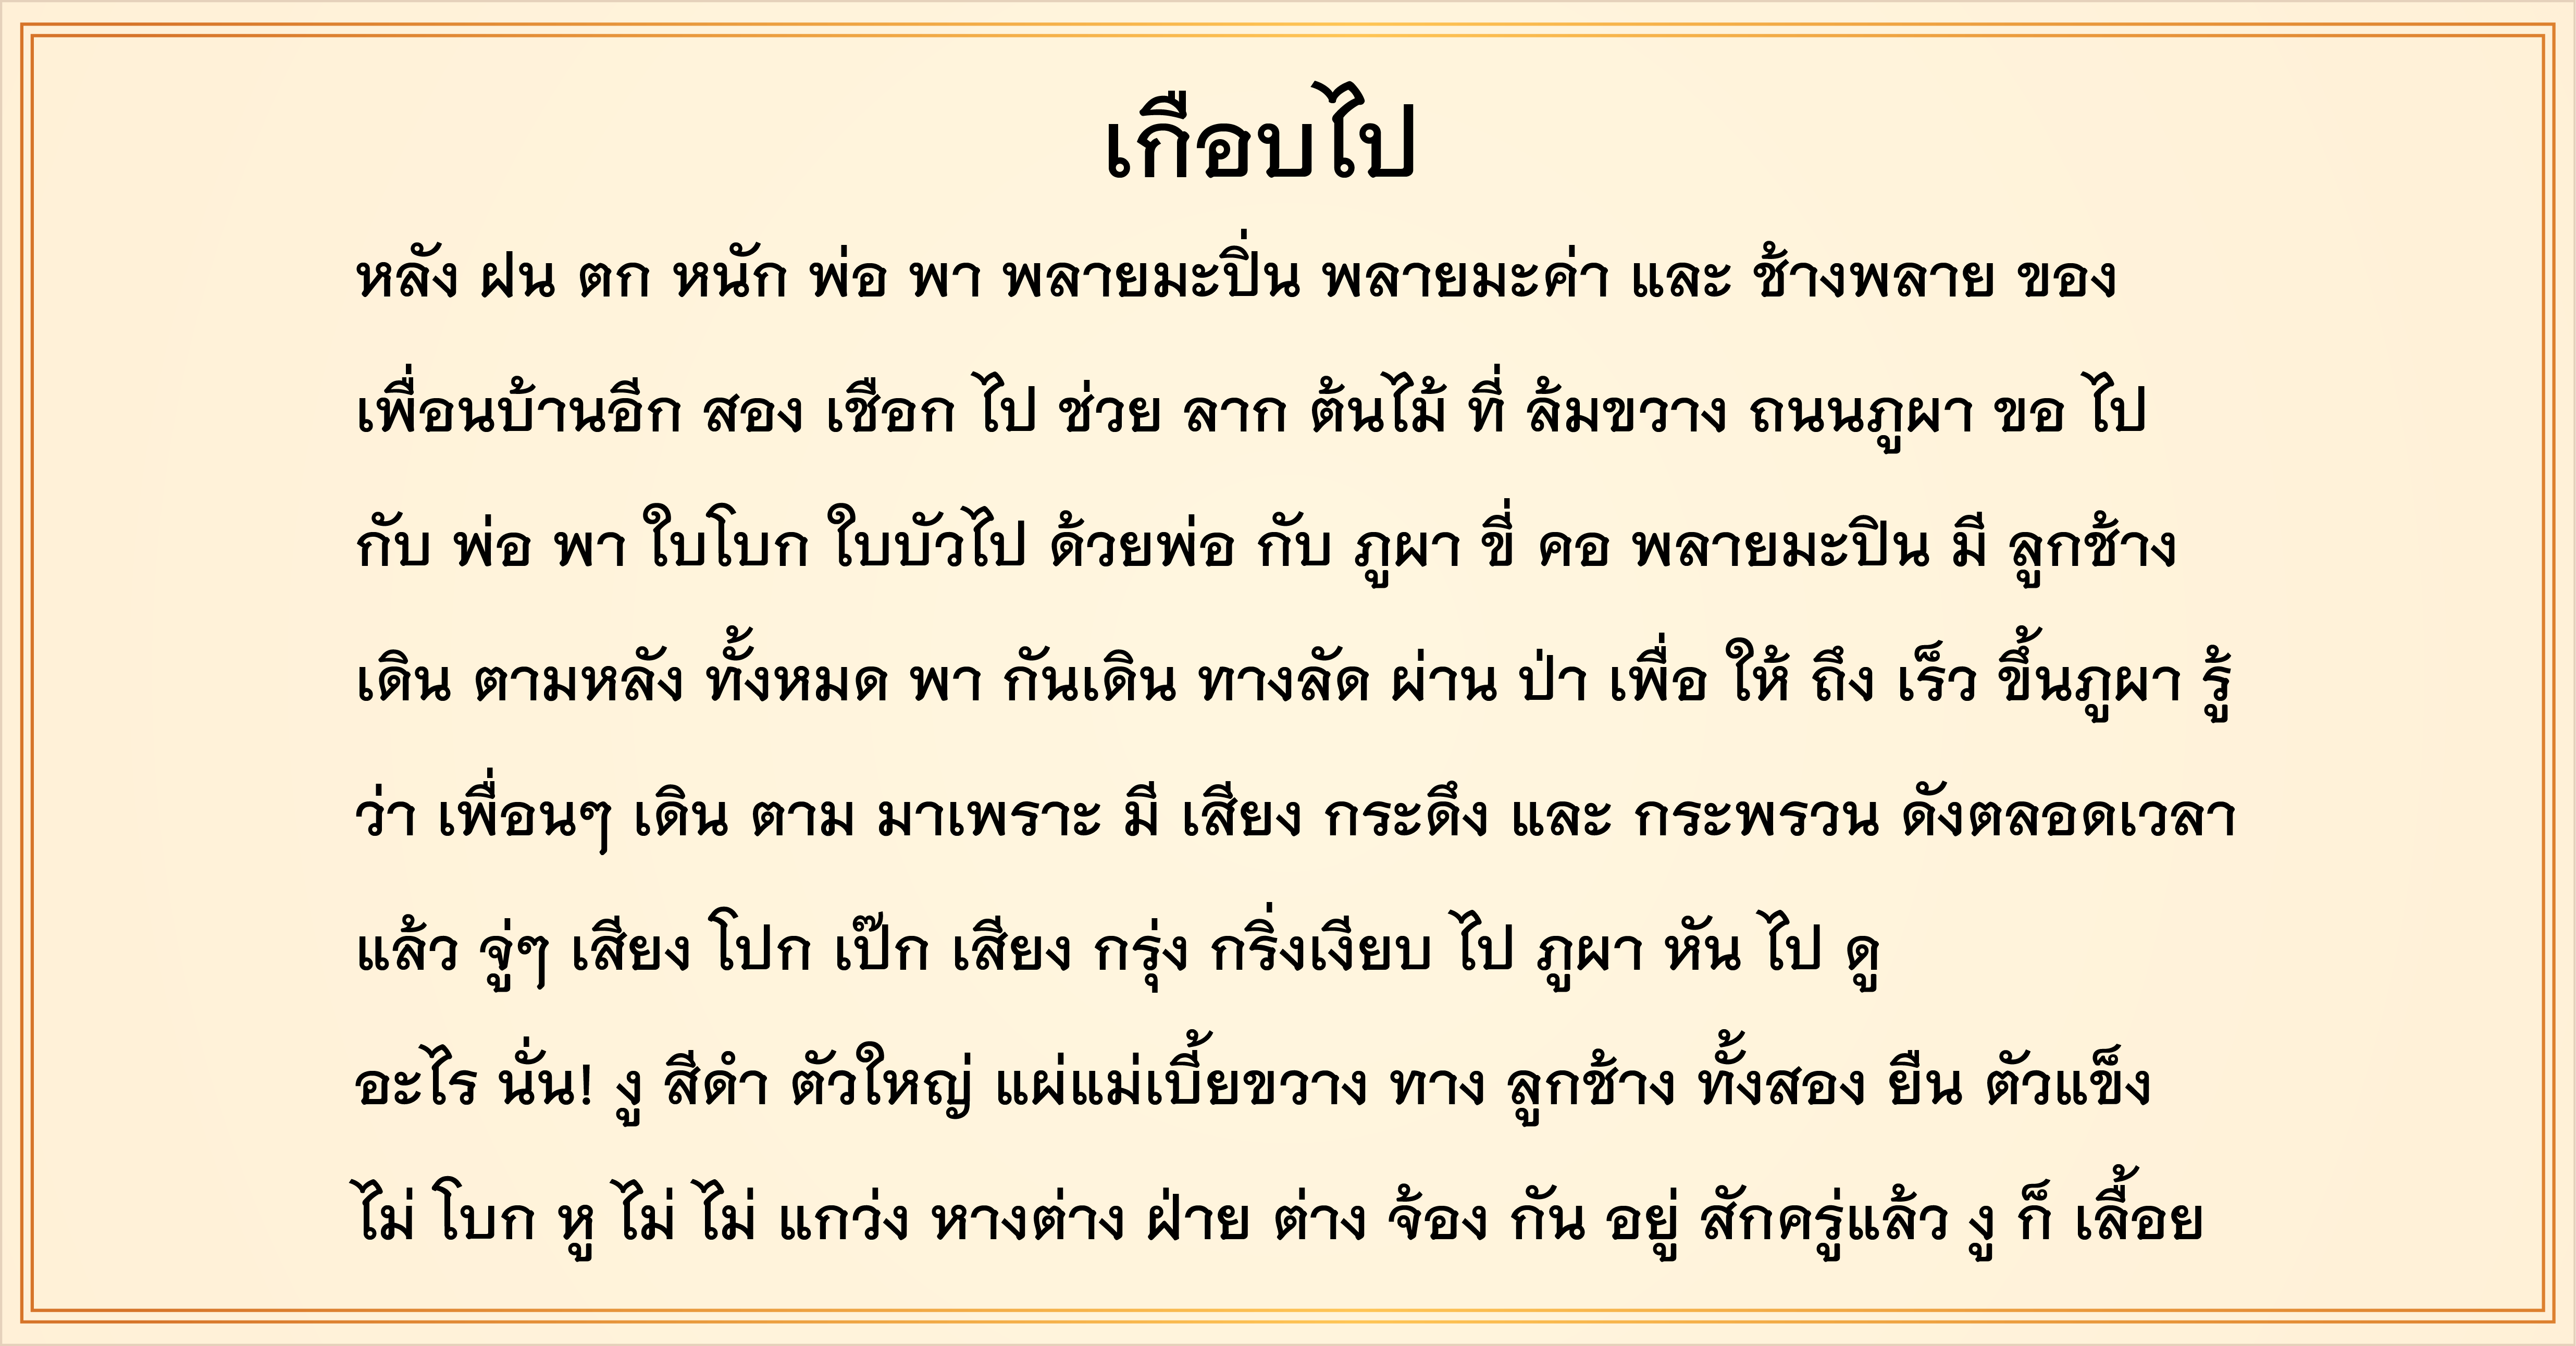 เกือบไป
หลัง ฝน ตก หนัก พ่อ พา พลายมะปิ่น พลายมะค่า และ ช้างพลาย ของ
เพื่อนบ้านอีก สอง เชือก ไป ช่วย ลาก ต้นไม้ ที่ ล้มขวาง ถนนภูผา ขอ ไป
กับ พ่อ พา ใบโบก ใบบัวไป ด้วยพ่อ กับ ภูผา ขี่ คอ พลายมะปิน มี ลูกช้าง
เดิน ตามหลัง ทั้งหมด พา กันเดิน ทางลัด ผ่าน ป่า เพื่อ ให้ ถึง เร็ว ขึ้นภูผา รู้
ว่า เพื่อนๆ เดิน ตาม มาเพราะ มี เสียง กระดึง และ กระพรวน ดังตลอดเวลา
แล้ว จู่ๆ เสียง โปก เป๊ก เสียง กรุ่ง กริ่งเงียบ ไป ภูผา หัน ไป ดู
อะไร นั่น! งู สีดำ ตัวใหญ่ แผ่แม่เบี้ยขวาง ทาง ลูกช้าง ทั้งสอง ยืน ตัวแข็ง
ไม่ โบก หู ไม่ ไม่ แกว่ง หางต่าง ฝ่าย ต่าง จ้อง กัน อยู่ สักครู่แล้ว งู ก็ เลื้อย